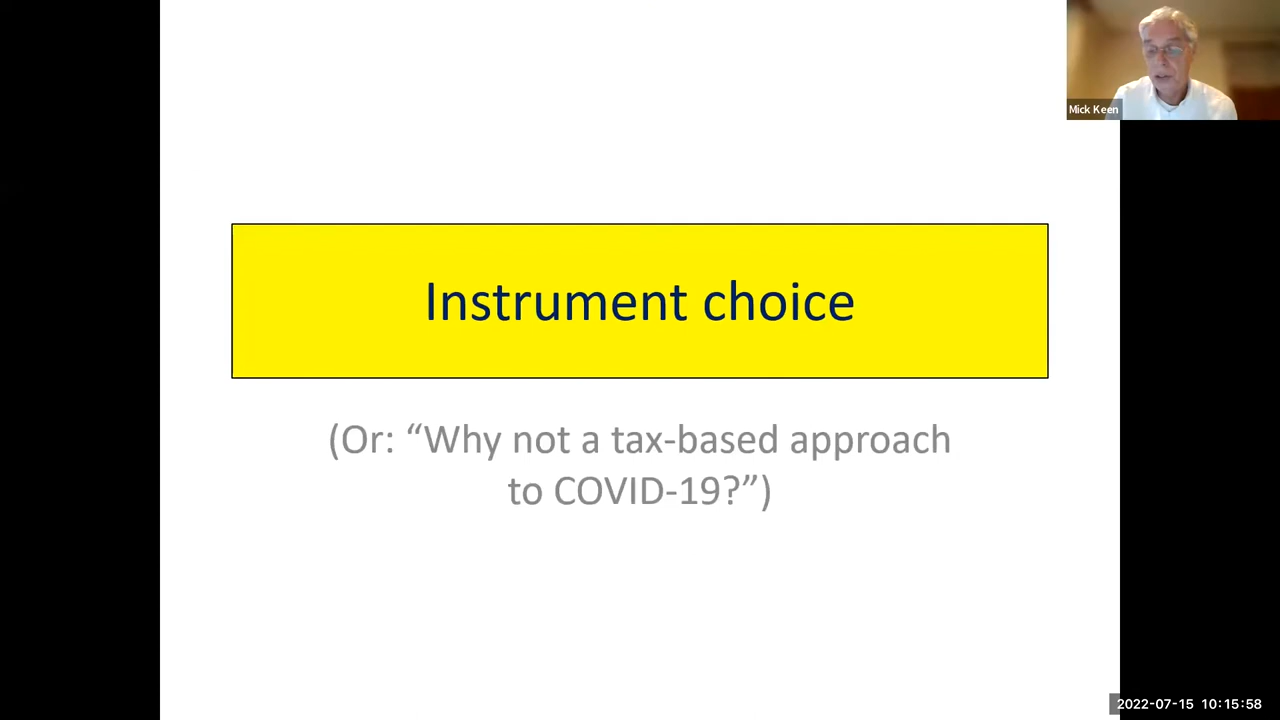 Mick Keen
Instrument choice
(Or: “Why not a tax-based approach
to COVID-19?”)
2022-07-15 10:15:58